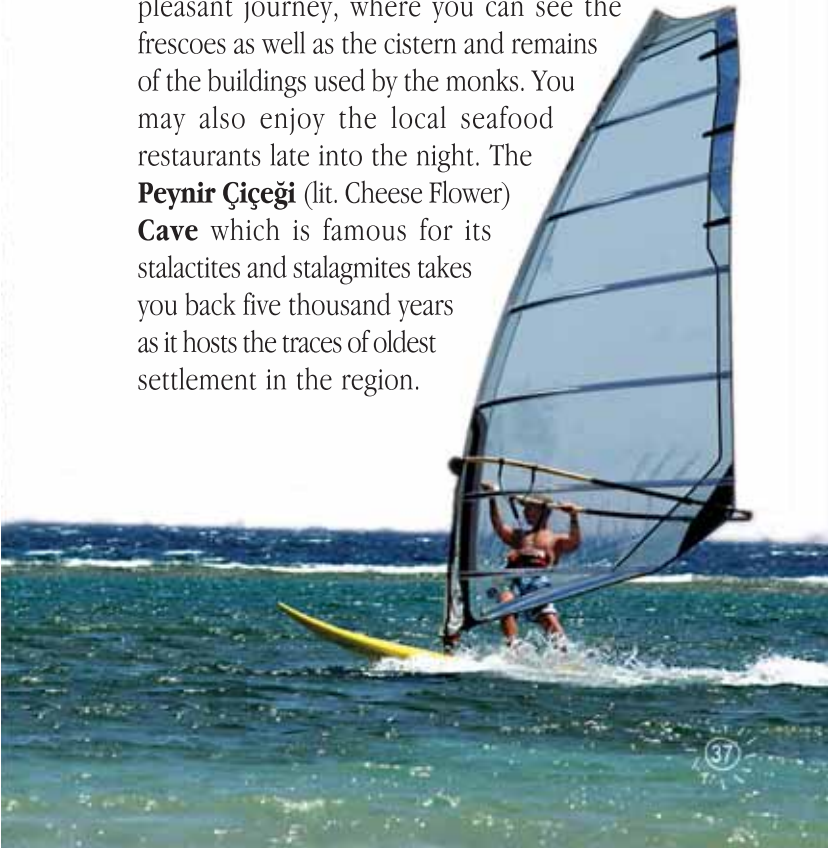 pleasant journey, where you can see the
frescoes as well as the cistern and remains
of the buildings used by the monks. You
may also enjoy the local seafood
restaurants late into the night. The
Peynir Çiçeği (lit. Cheese Flower)
Cave which is famous for its
stalactites and stalagmites takes
you back five thousand years
as it hosts the traces of oldest
settlement in the region.
37